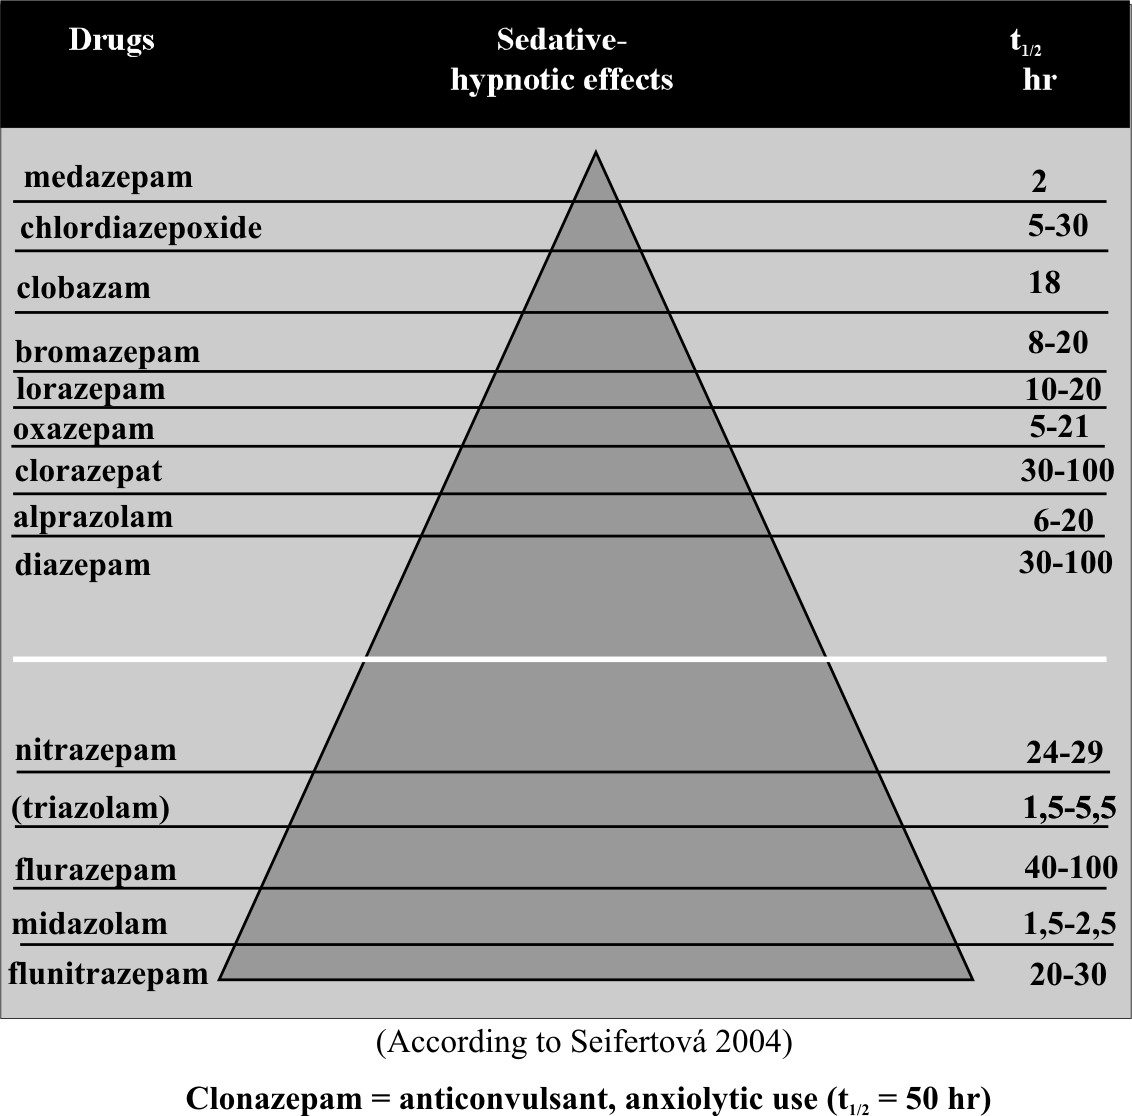 Drugs Sedative- t1/2
hypnotic effects hr
medazepam 2
chlordiazepoxide 5-30
clobazam 18
bromazepam 8-20
lorazepam 10-20
oxazepam 5-21
clorazepat 30-100
alprazolam 6-20
diazepam 30-100
nitrazepam 24-29
(triazolam) 1,5-5,5
flurazepam 40-100
midazolam 1,5-2,5
flunitrazepam 20-30
(According to Seifertová 2004)
Clonazepam = anticonvulsant, anxiolytic use (t1/2 = 50 hr)